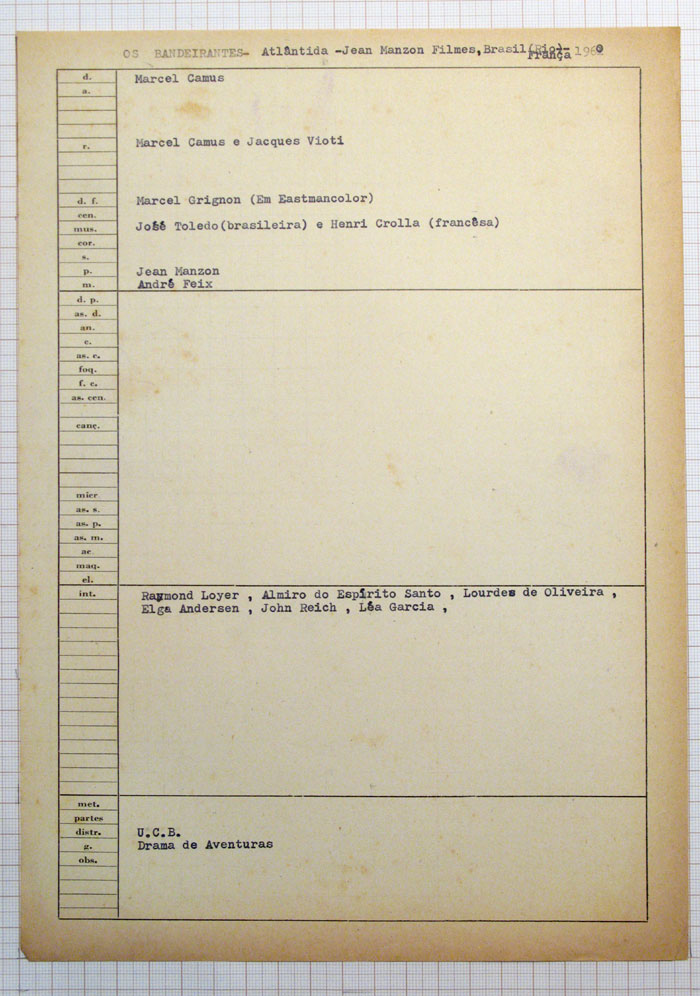 OS BANDEIRANTES- Atlântida -Jean Manzon Filmes,Brasil(Rio)-
França 1960
d. Marcel Camus
a.
r. Marcel Camus e Jacques Vioti
d. f. Marcel Grignon (Em Eastmancolor)
cen.
mus. José Toledo(brasileira) e Henri Crolla (francêsa)
cor.
s.
p. Jean Manzon
m. André Feix
d. p.
as. d.
an.
c.
as. c.
foq.
f. c.
as. cen.
canç.
micr
as. s.
as. p.
as. m.
ac
maq.
el.
int. Raymond Loyer , Almiro do Espírito Santo , Lourdes de Oliveira ,
Elga Andersen , John Reich , Léa Garcia ,
met.
partes
distr. U.C.B.
g. Drama de Aventuras
obs.